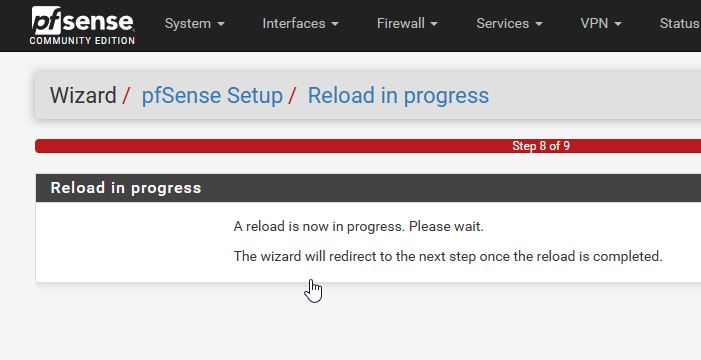 pfsense
COMMUNITY EDITION
System Interfaces Firewall Services VPN Status
Wizard / pfSense Setup / Reload in progress
Step 8 of 9
Reload in progress
A reload is now in progress. Please wait.
The wizard will redirect to the next step once the reload is completed.